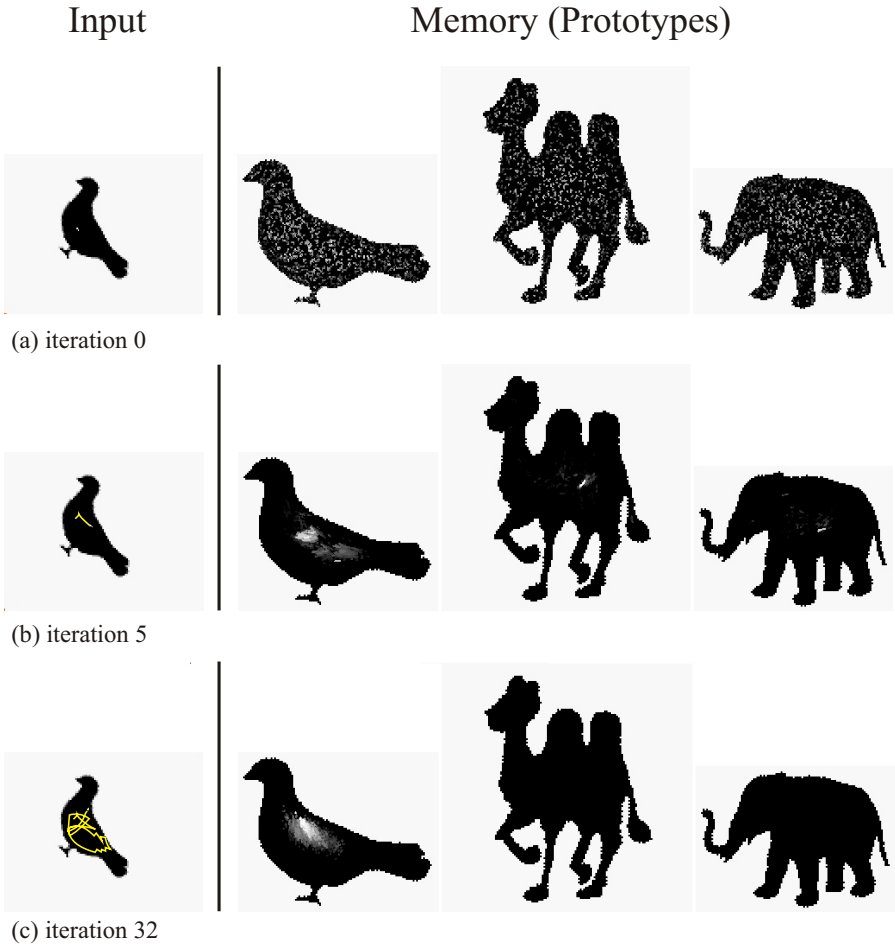 Input
Memory (Prototypes)
(a) iteration 0
(b) iteration 5
(c) iteration 32